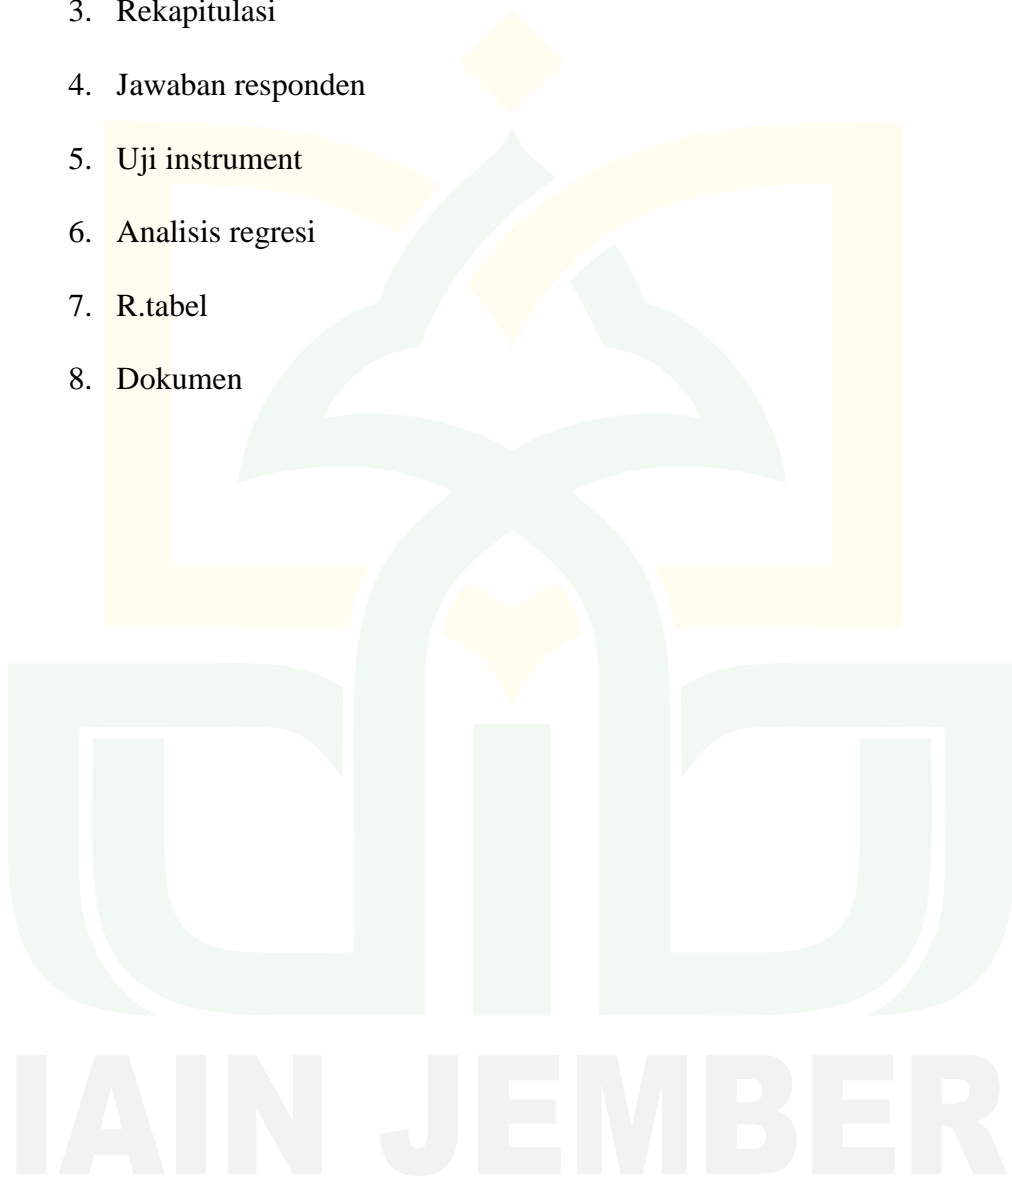 3. Rekapitulasi
4. Jawaban responden
5. Uji instrument
6. Analisis regresi
7. R.tabel
8. Dokumen
IAIN JEMBER